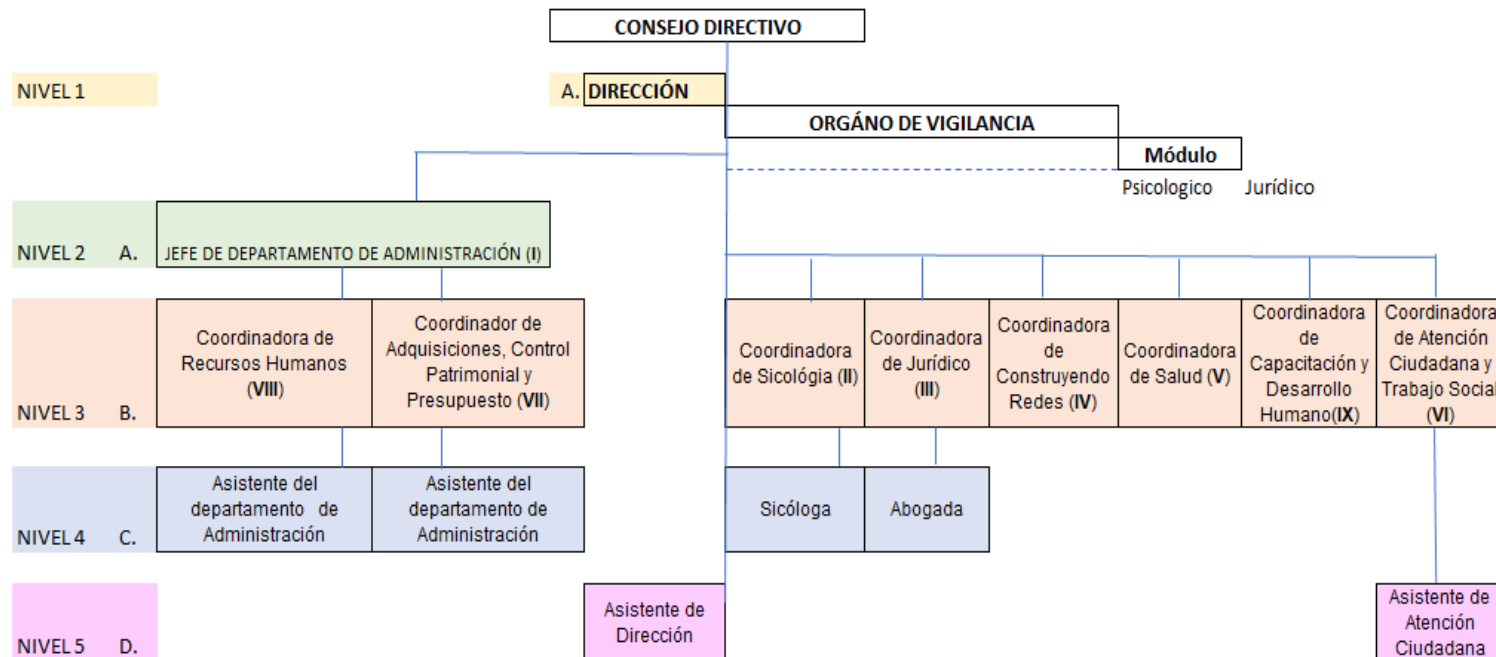 CONSEJO DIRECTIVO
NIVEL 1
A. DIRECCIÓN
ORGÁNO DE VIGILANCIA
Módulo
Psicologico Jurídico
NIVEL 2 A.
JEFE DE DEPARTAMENTO DE ADMINISTRACIÓN (I)
NIVEL 3 B.
Coordinadora de
Recursos Humanos
(VIII)
Coordinador de
Adquisiciones, Control
Patrimonial y
Presupuesto (VII)
Coordinadora
de Sicológia (II)
Coordinadora
de Jurídico
(III)
Coordinadora
de
Construyendo
Redes (IV)
Coordinadora
de Salud (V)
Coordinadora
de
Capacitación y
Desarrollo
Humano(IX)
Coordinadora
de Atención
Ciudadana y
Trabajo Social
(VI)
NIVEL 4 C.
Asistente del
departamento de
Administración
Asistente del
departamento de
Administración
Sicóloga
Abogada
NIVEL 5 D.
Asistente de
Dirección
Asistente de
Atención
Ciudadana